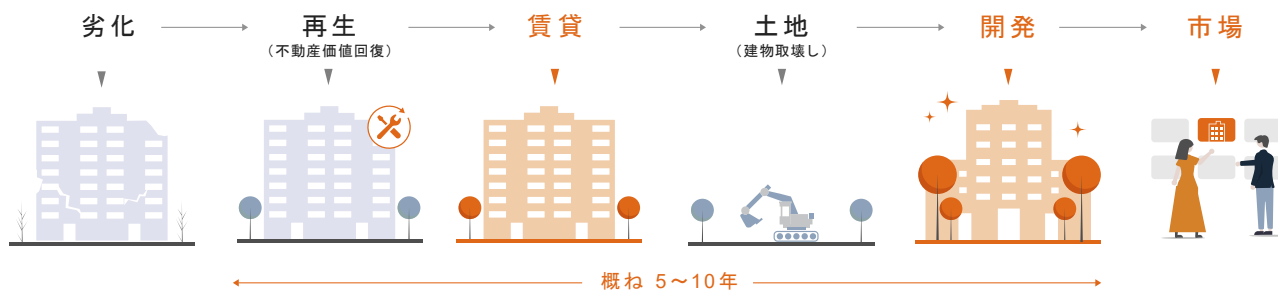 劣化
再生
（不動産価値回復）
賃貸
土地
（建物取壊し）
開発
市場
概ね 5〜10年